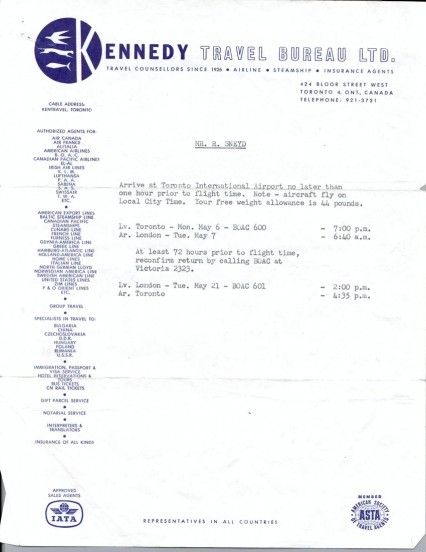 KENNEDY TRAVEL BUREAU LTD.
TRAVEL COUNSELLORS SINCE 1926 • AIRLINE • STEAMSHIP • INSURANCE AGENTS
424 BLOOR STREET WEST
TORONTO 4, ONT., CANADA
TELEPHONE: 921-3721
CABLE ADDRESS:
KENTRAVEL, TORONTO
AUTHORIZED AGENTS FOR:
AIR CANADA
AIR FRANCE
ALITALIA
AMERICAN AIRLINES
B. O. A. C.
CANADIAN PACIFIC AIRLINES
EL-AL
IRISH AIR LINES
K. L. M.
LUFTHANSA
P. A. A.
SABENA
S. A. S.
SWISSAIR
T. W. A.
ETC.
•
AMERICAN EXPORT LINES
BALTIC STEAMSHIP LINE
CANADIAN PACIFIC
STEAMSHIPS
CUNARD LINE
FRENCH LINE
FURNESS LINE
GDYNIA-AMERICA LINE
GREEK LINE
HAMBURG-ATLANTIC LINE
HOLLAND-AMERICA LINE
HOME LINES
ITALIAN LINE
NORTH GERMAN LLOYD
NORWEGIAN AMERICA LINE
SWEDISH AMERICAN LINE
UNITED STATES LINES
ZIM LINES
P & O ORIENT LINES
ETC.
•
GROUP TRAVEL
•
SPECIALISTS IN TRAVEL TO:
BULGARIA
CHINA
CZECHOSLOVAKIA
D.D.R.
HUNGARY
POLAND
RUMANIA
U.S.S.R.
•
IMMIGRATION, PASSPORT &
VISA SERVICE
HOTEL RESERVATIONS &
TOURS
BUS TICKETS
CN RAIL TICKETS
•
GIFT PARCEL SERVICE
•
NOTARIAL SERVICE
•
INTERPRETERS &
TRANSLATORS
•
INSURANCE OF ALL KINDS
MR. R. SNEYD
Arrive at Toronto International Airport no later than
one hour prior to flight time. Note - aircraft fly on
Local City Time. Your free weight allowance is 44 pounds.
Lv. Toronto - Mon. May 6 - BOAC 600 - 7:00 p.m.
Ar. London - Tue. May 7 - 6:40 a.m.
At least 72 hours prior to flight time,
reconfirm return by calling BOAC at
Victoria 2323.
Lv. London - Tue. May 21 - BOAC 601 - 2:00 p.m.
Ar. Toronto - 4:35 p.m.
APPROVED
SALES AGENTS
IATA
REPRESENTATIVES IN ALL COUNTRIES
MEMBER
AMERICAN SOCIETY
ASTA
OF TRAVEL AGENTS